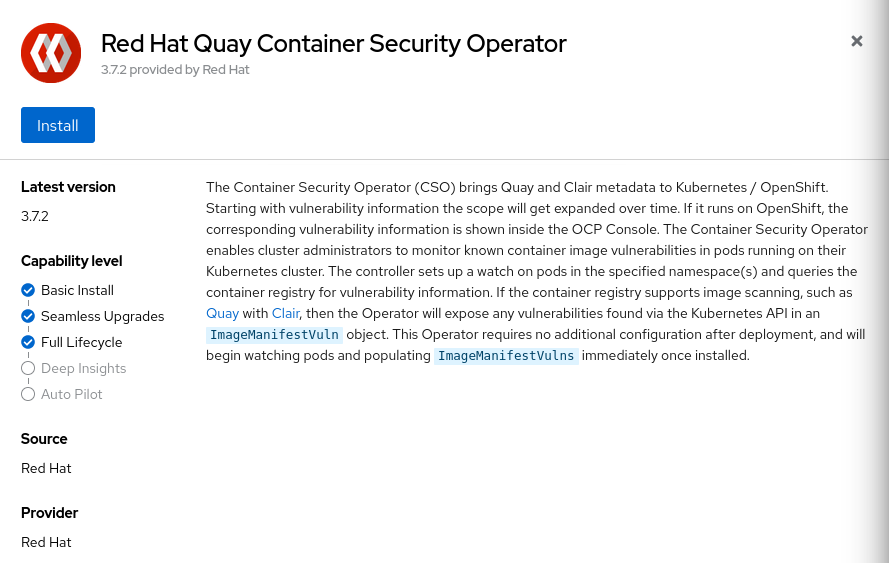 Red Hat Quay Container Security Operator
3.7.2 provided by Red Hat
Install
Latest version
3.7.2
Capability level
Basic Install
Seamless Upgrades
Full Lifecycle
Deep Insights
Auto Pilot
Source
Red Hat
Provider
Red Hat
The Container Security Operator (CSO) brings Quay and Clair metadata to Kubernetes / OpenShift.
Starting with vulnerability information the scope will get expanded over time. If it runs on OpenShift, the
corresponding vulnerability information is shown inside the OCP Console. The Container Security Operator
enables cluster administrators to monitor known container image vulnerabilities in pods running on their
Kubernetes cluster. The controller sets up a watch on pods in the specified namespace(s) and queries the
container registry for vulnerability information. If the container registry supports image scanning, such as
Quay with Clair, then the Operator will expose any vulnerabilities found via the Kubernetes API in an
ImageManifestVuln object. This Operator requires no additional configuration after deployment, and will
begin watching pods and populating ImageManifestVulns immediately once installed.